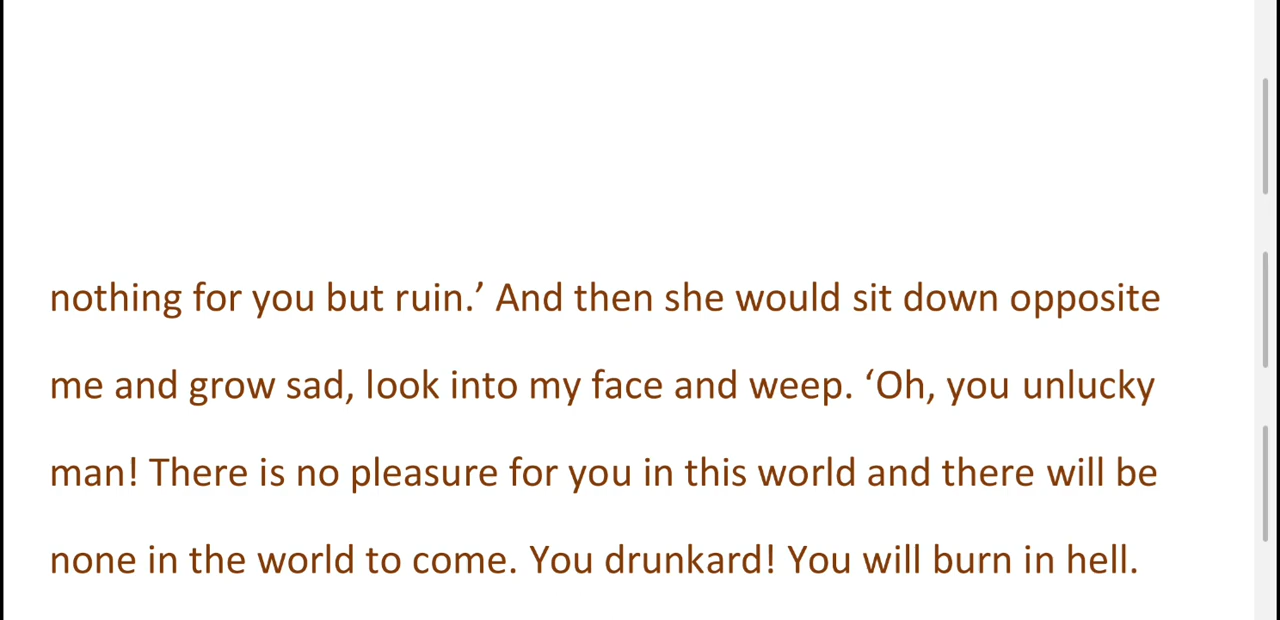 nothing for you but ruin.’ And then she would sit down opposite
me and grow sad, look into my face and weep. ‘Oh, you unlucky
man! There is no pleasure for you in this world and there will be
none in the world to come. You drunkard! You will burn in hell.